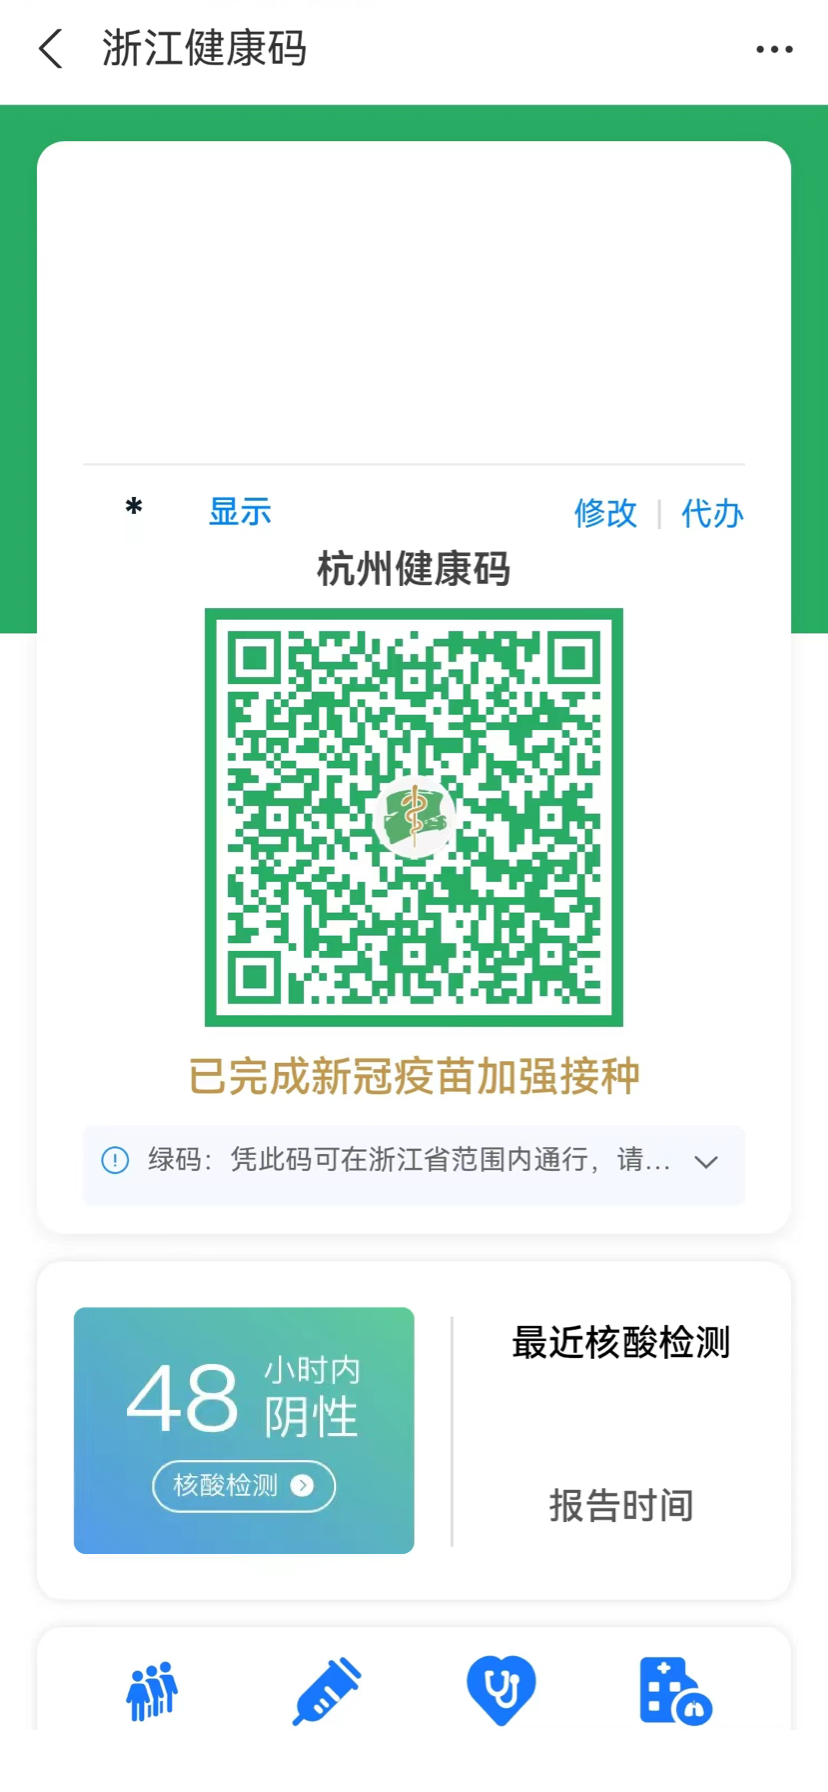 浙江健康码
* 显示 修改 | 代办
杭州健康码
已完成新冠疫苗加强接种
绿码：凭此码可在浙江省范围内通行，请...
48 小时内
阴性
核酸检测
最近核酸检测
报告时间